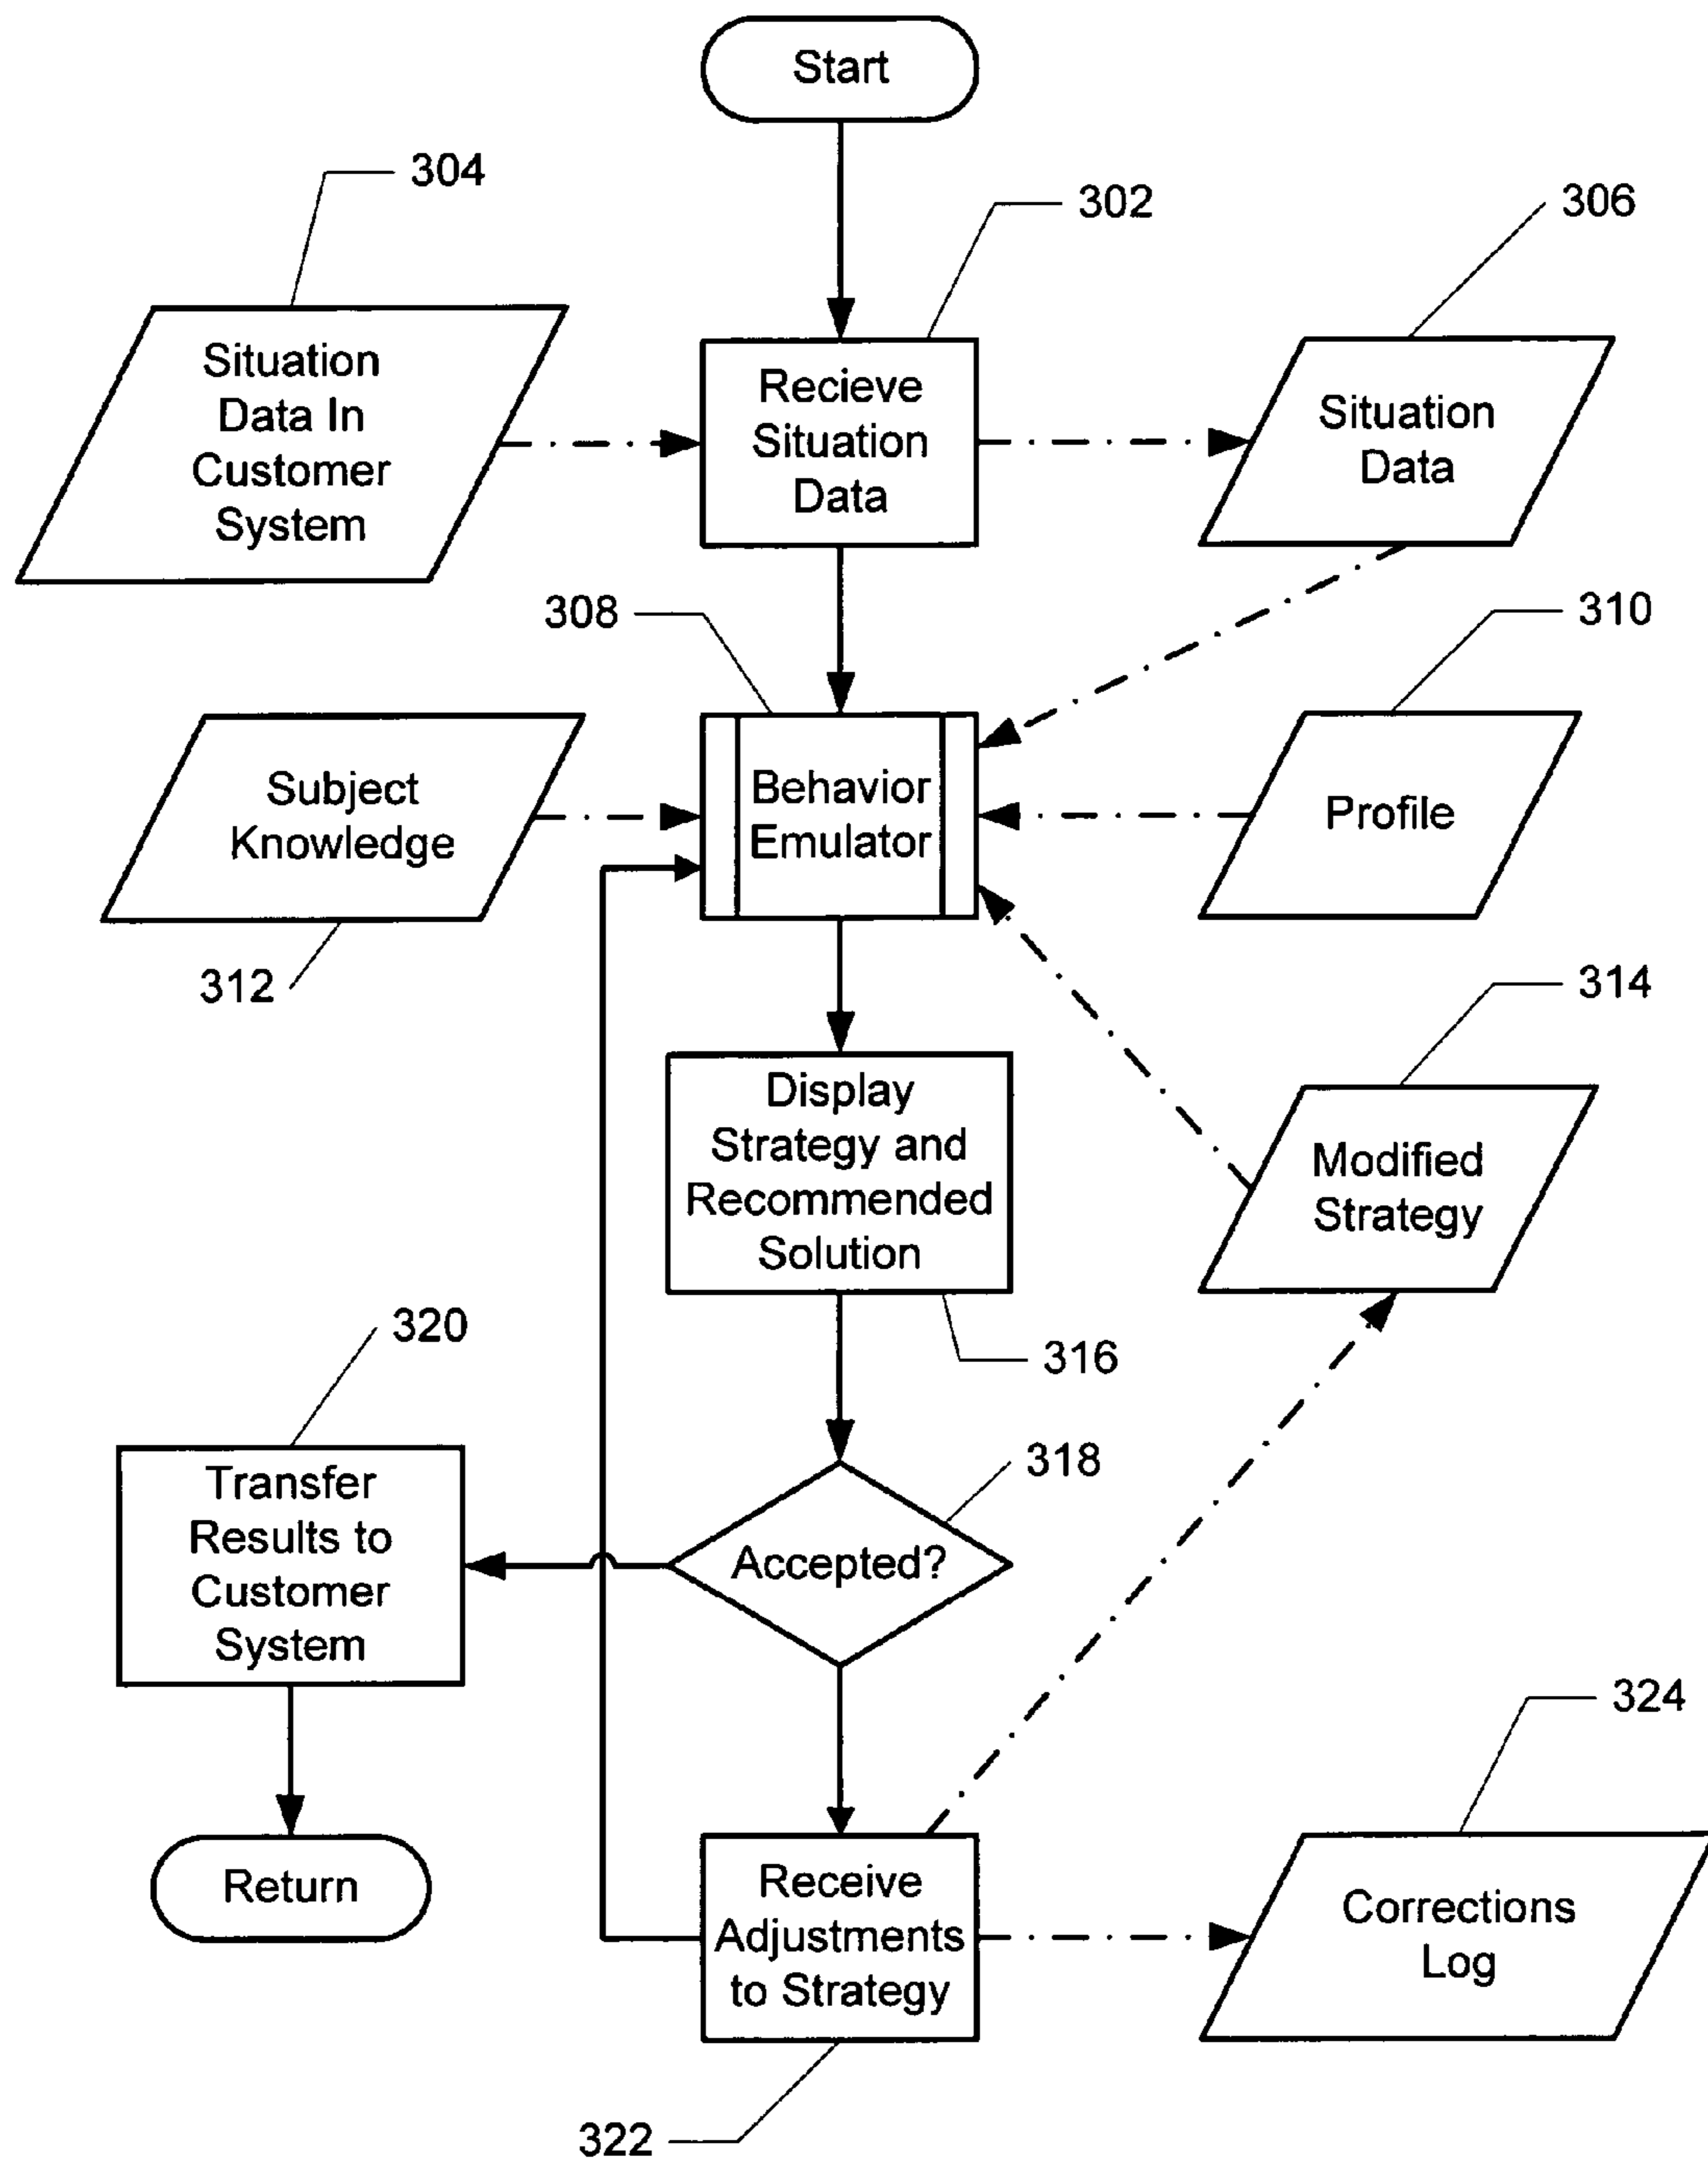 Start
304
302
306
Situation
Data In
Customer
System
Recieve
Situation
Data
Situation
Data
308
310
Subject
Knowledge
Behavior
Emulator
Profile
312
314
Display
Strategy and
Recommended
Solution
Modified
Strategy
320
316
318
Transfer
Results to
Customer
System
Accepted?
324
Return
Receive
Adjustments
to Strategy
Corrections
Log
322